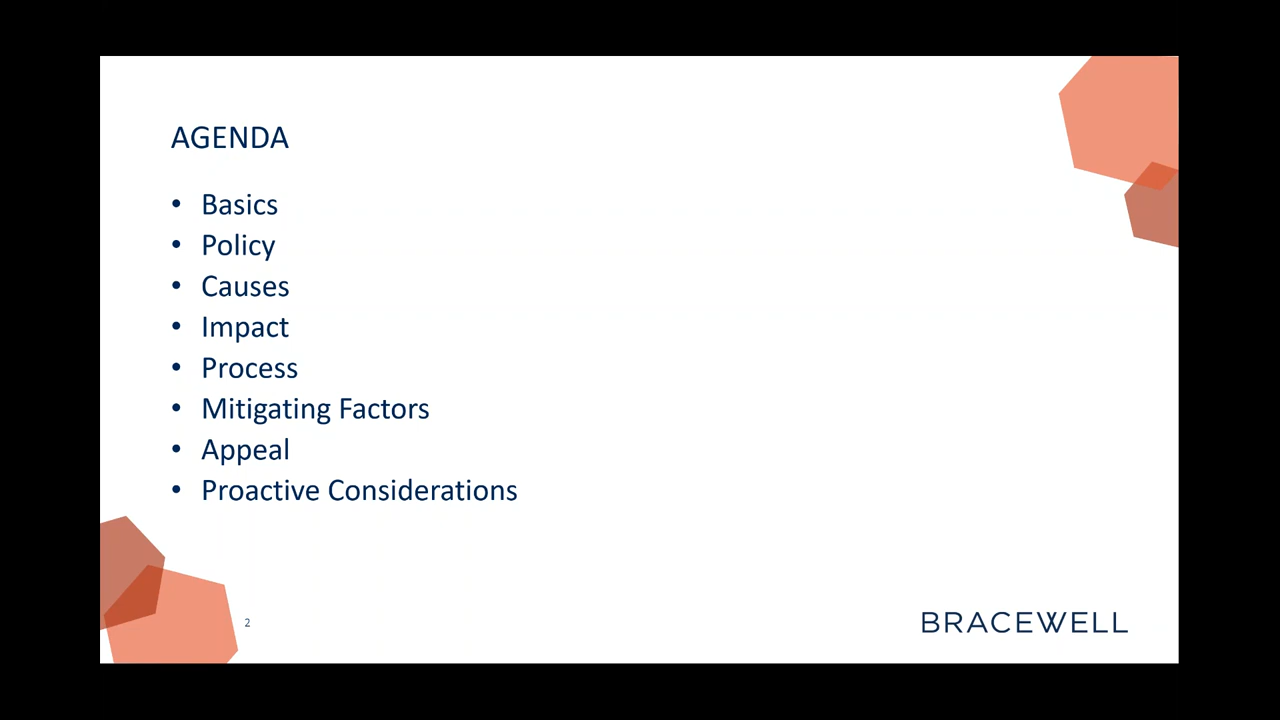 AGENDA
• Basics
• Policy
• Causes
• Impact
• Process
• Mitigating Factors
• Appeal
• Proactive Considerations
2
BRACEWELL